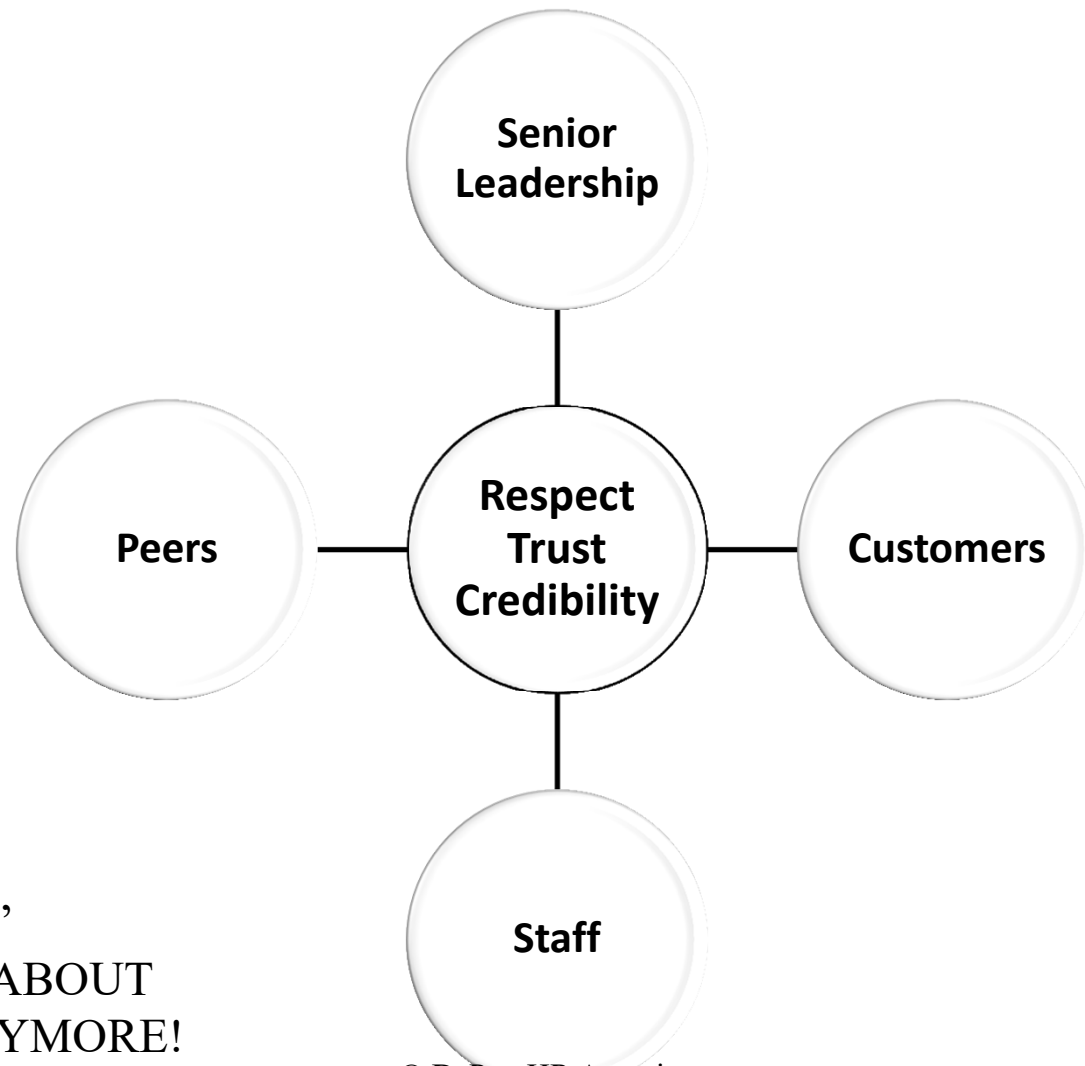 Senior
Leadership
Peers
Respect
Trust
Credibility
Customers
Staff
,
ABOUT
YMORE!